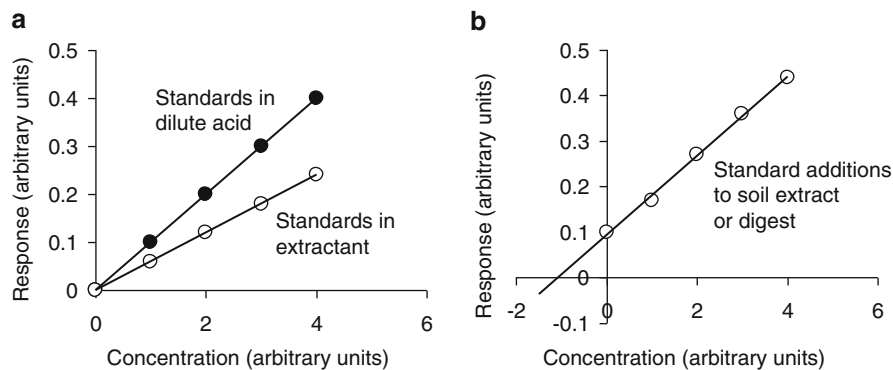 a
Response (arbitrary units)
0.5
0.4
0.3
0.2
0.1
0
Standards in
dilute acid
Standards in
extractant
0
2
4
6
Concentration (arbitrary units)
b
Response (arbitrary units)
0.5
0.4
0.3
0.2
0.1
0
-0.1
Standard additions
to soil extract
or digest
-2
0
2
4
6
Concentration (arbitrary units)